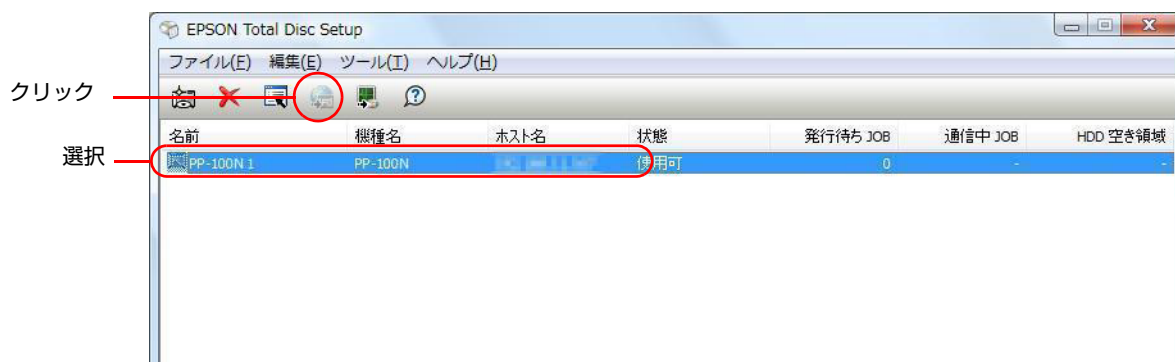 EPSON Total Disc Setup
ファイル(F) 編集(E) ツール(T) ヘルプ(H)
クリック
名前 機種名 ホスト名 状態 発行待ち JOB 通信中 JOB HDD 空き領域
選択
PP-100N 1 PP-100N 使用可 0 - -